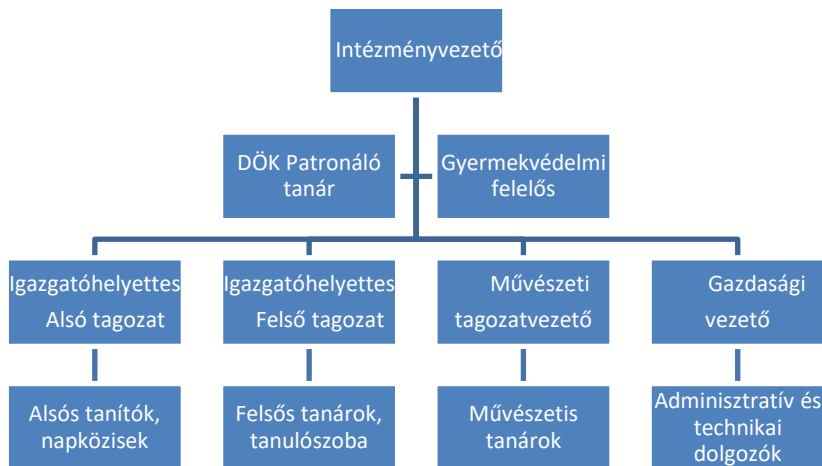 Intézményvezető
DÖK Patronáló
tanár
Gyermekvédelmi
felelős
Igazgatóhelyettes
Alsó tagozat
Igazgatóhelyettes
Felső tagozat
Művészeti
tagozatvezető
Gazdasági
vezető
Alsós tanítók,
napközisek
Felsős tanárok,
tanulószoba
Művészetis
tanárok
Adminisztratív és
technikai
dolgozók